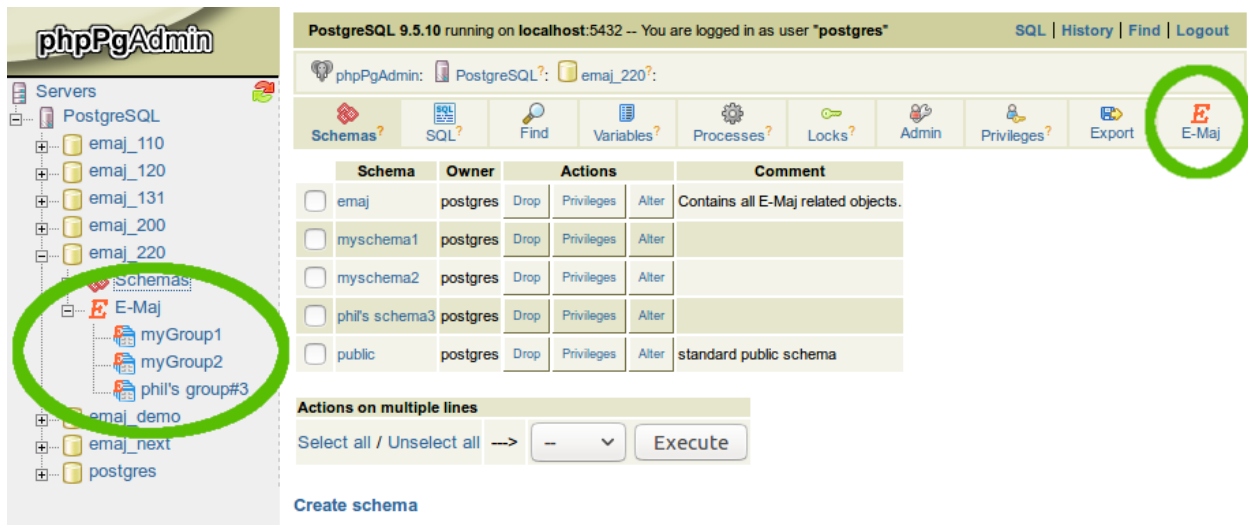 phpPgAdmin
Servers
PostgreSQL
emaj_110
emaj_120
emaj_131
emaj_200
emaj_220
Schemas
E-Maj
myGroup1
myGroup2
phil's group#3
emaj_demo
emaj_next
postgres
PostgreSQL 9.5.10 running on localhost:5432 -- You are logged in as user "postgres"
SQL | History | Find | Logout
phpPgAdmin: PostgreSQL?: emaj_220?:
Schemas? SQL? Find Variables? Processes? Locks? Admin Privileges? Export E-Maj
Schema Owner Actions Comment
emaj postgres Drop Privileges Alter Contains all E-Maj related objects.
myschema1 postgres Drop Privileges Alter
myschema2 postgres Drop Privileges Alter
phil's schema3 postgres Drop Privileges Alter
public postgres Drop Privileges Alter standard public schema
Actions on multiple lines
Select all / Unselect all ---> -- Execute
Create schema